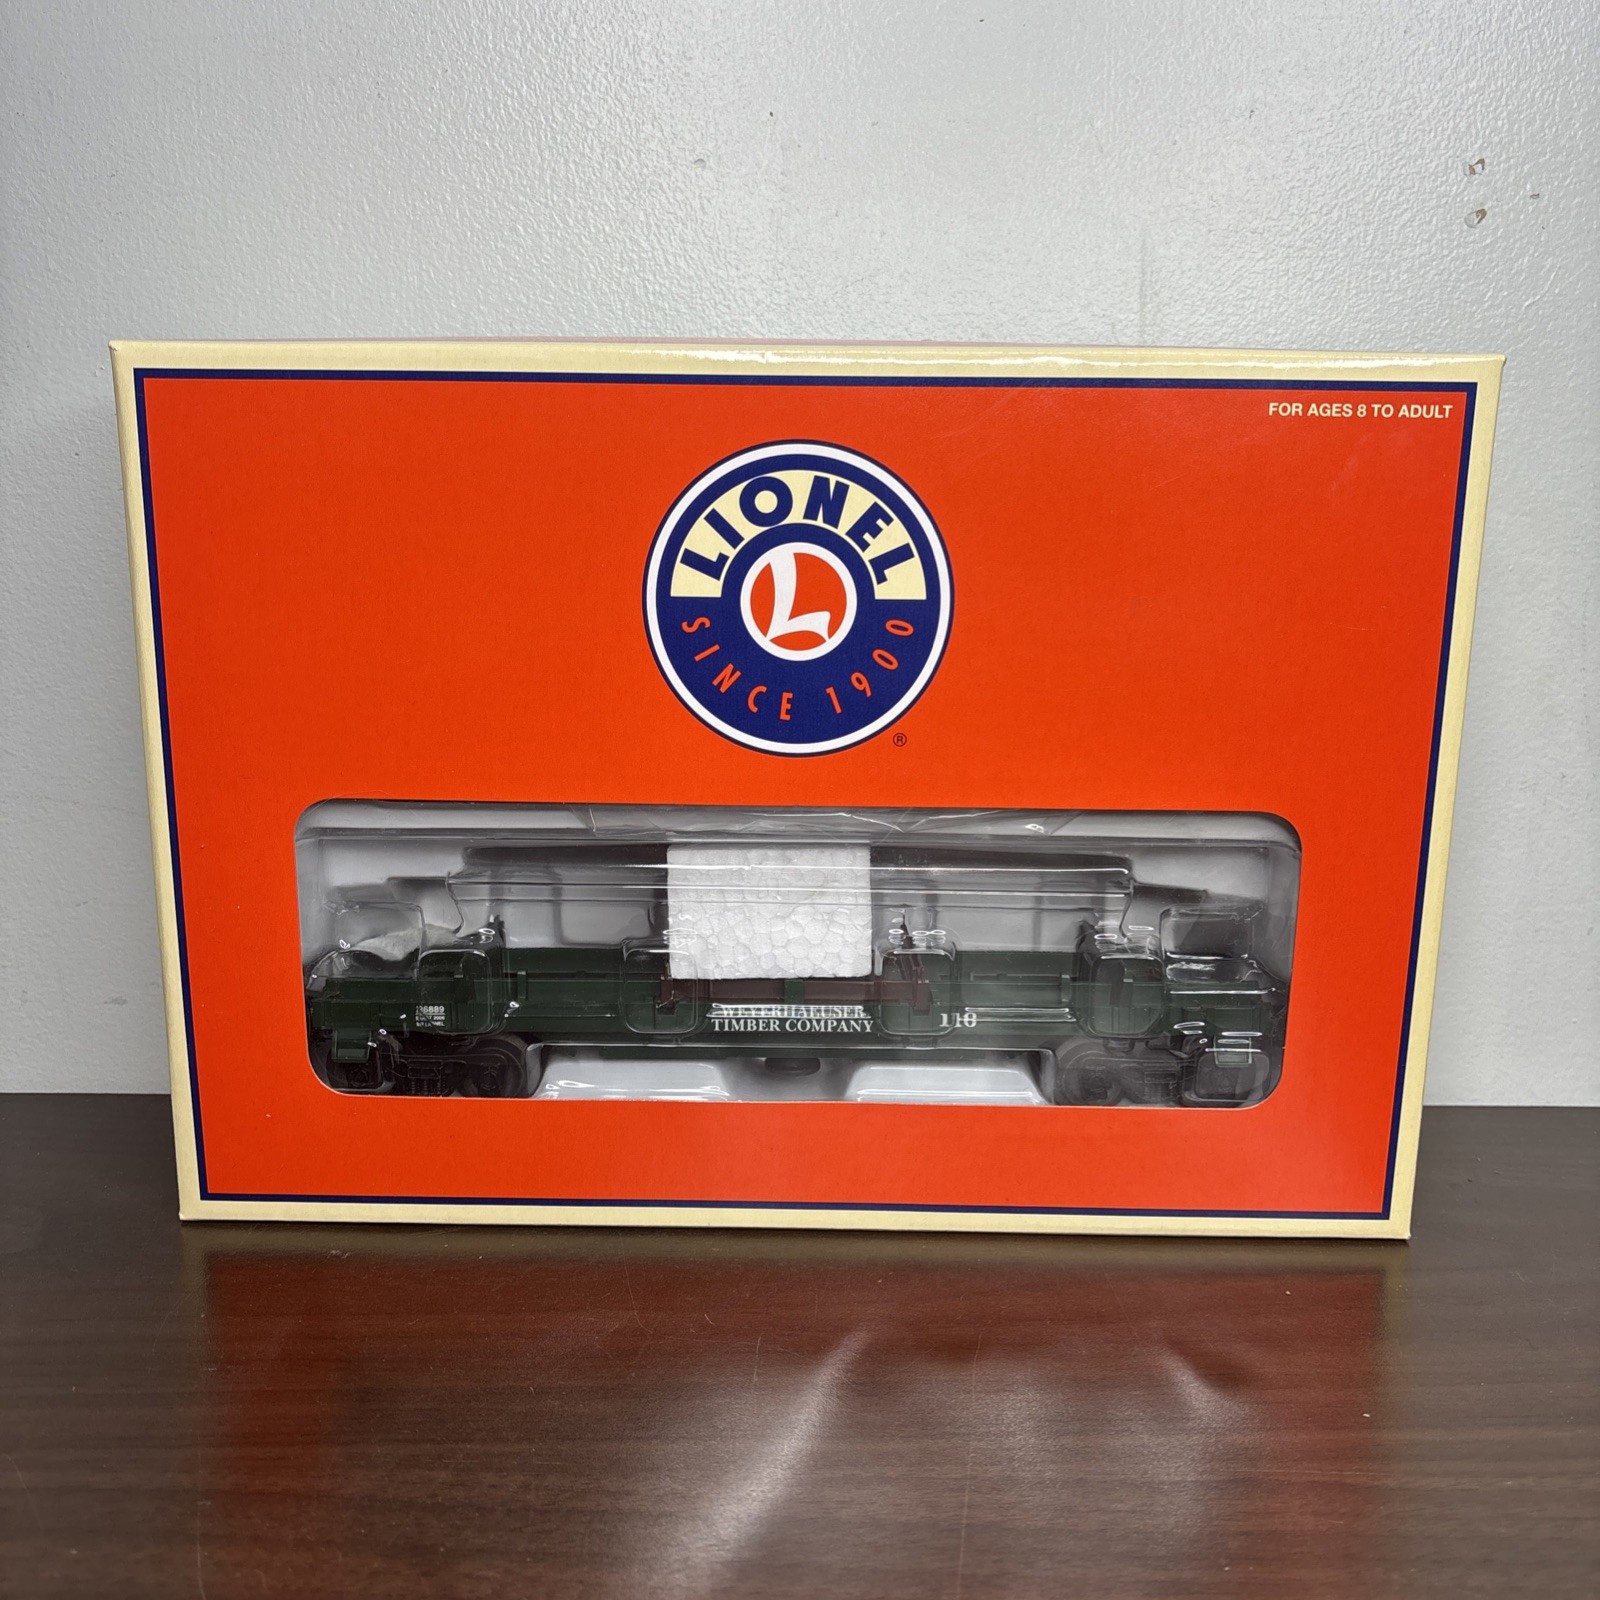 FOR AGES 8 TO ADULT
LIONEL
L
SINCE 1900
®
WEYERHAEUSER
TIMBER COMPANY